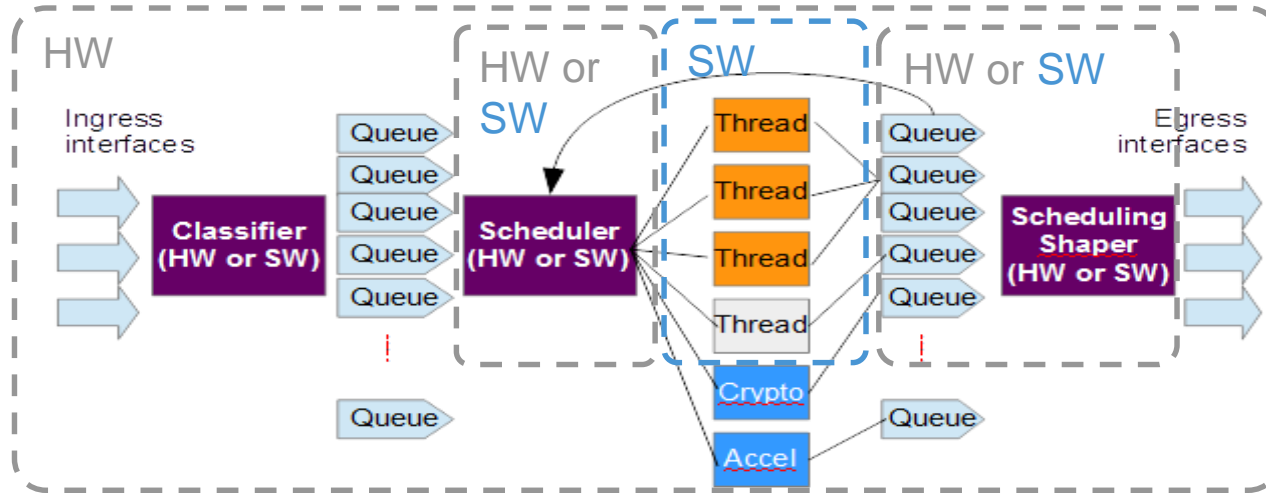 HW
HW or
SW
SW
HW or SW
Ingress
interfaces
Queue
Queue
Queue
Queue
Queue
Queue
Classifier
(HW or SW)
Scheduler
(HW or SW)
Thread
Thread
Thread
Thread
Crypto
Accel
Queue
Queue
Queue
Queue
Queue
Queue
Scheduling
Shaper
(HW or SW)
Egress
interfaces